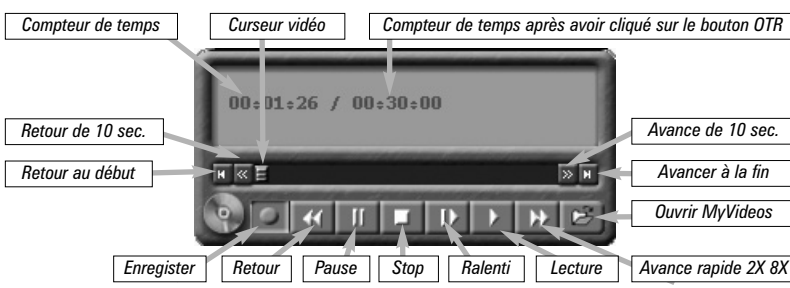 Compteur de temps
Curseur vidéo
Compteur de temps après avoir cliqué sur le bouton OTR
00:01:26 / 00:30:00
Retour de 10 sec.
Avance de 10 sec.
Retour au début
Avancer à la fin
Ouvrir MyVideos
Enregister
Retour
Pause
Stop
Ralenti
Lecture
Avance rapide 2X 8X